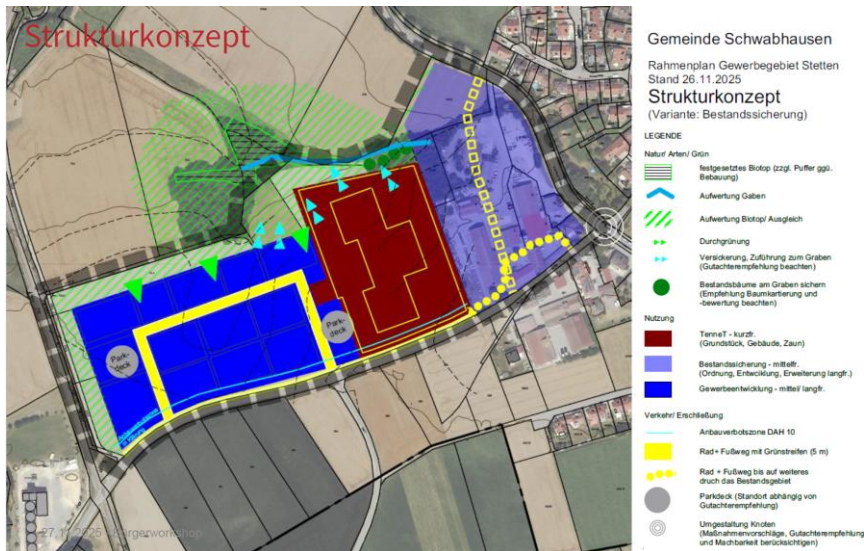 Strukturkonzept
Park-
deck
Park-
deck
27.11.2025 | Bürgerworkshop
Gemeinde Schwabhausen
Rahmenplan Gewerbegebiet Stetten
Stand 26.11.2025
Strukturkonzept
(Variante: Bestandssicherung)
LEGENDE
Natur/ Arten/ Grün
festgesetztes Biotop (zzgl. Puffer ggü.
Bebauung)
Aufwertung Gaben
Aufwertung Biotop/ Ausgleich
Durchgrünung
Versickerung, Zuführung zum Graben
(Gutachterempfehlung beachten)
Bestandsbäume am Graben sichern
(Empfehlung Baumkartierung und
-bewertung beachten)
Nutzung
TenneT - kurzfr.
(Grundstück, Gebäude, Zaun)
Bestandssicherung - mittelfr.
(Ordnung, Entwciklung, Erweiterung langfr.)
Gewerbeentwicklung - mittel/ langfr.
Verkehr/ Erschließung
Anbauverbotszone DAH 10
Rad+ Fußweg mit Grünstreifen (5 m)
Rad + Fußweg bis auf weiteres
druch das Bestandsgebiet
Parkdeck (Standort abhängig von
Gutachterempfehlung)
Umgestaltung Knoten
(Maßnahmenvorschläge, Gutachterempfehlung
und Machbarkeit berücksichtigen)